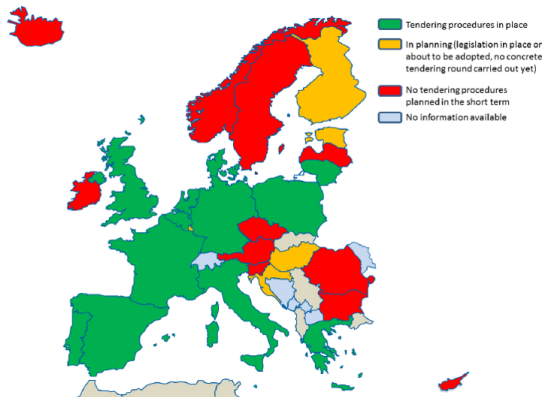 Tendering procedures in place
In planning (legislation in place or
about to be adopted, no concrete
tendering round carried out yet)
No tendering procedures
planned in the short term
No information available